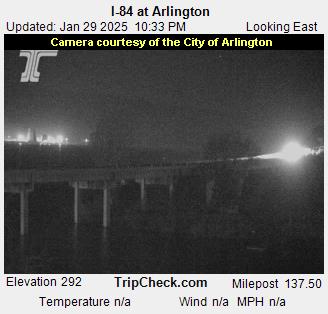 I-84 at Arlington
Updated: Jan 29 2025 10:33 PM Looking East
Camera courtesy of the City of Arlington
Elevation 292 TripCheck.com Milepost 137.50
Temperature n/a Wind n/a MPH n/a